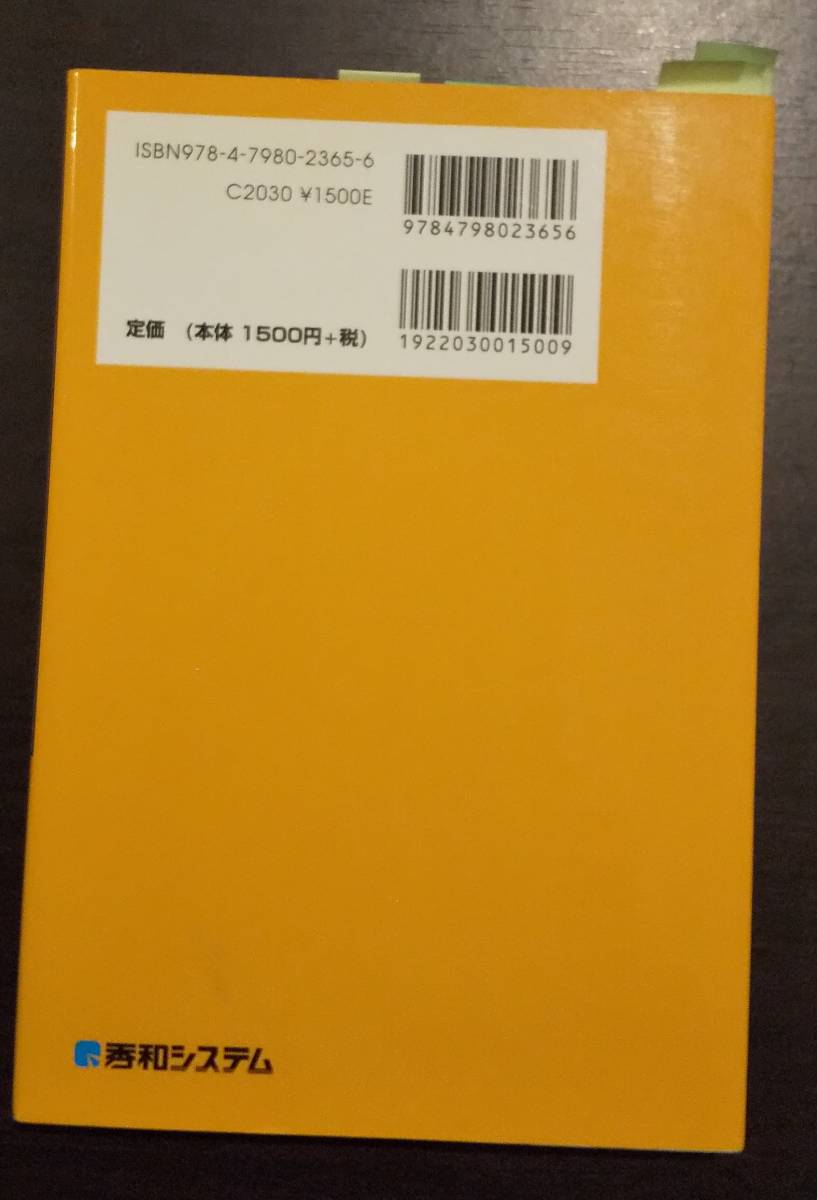 ISBN978-4-7980-2365-6
C2030 ¥1500E
9784798023656
定価 (本体 1500円+税)
1922030015009
秀和システム